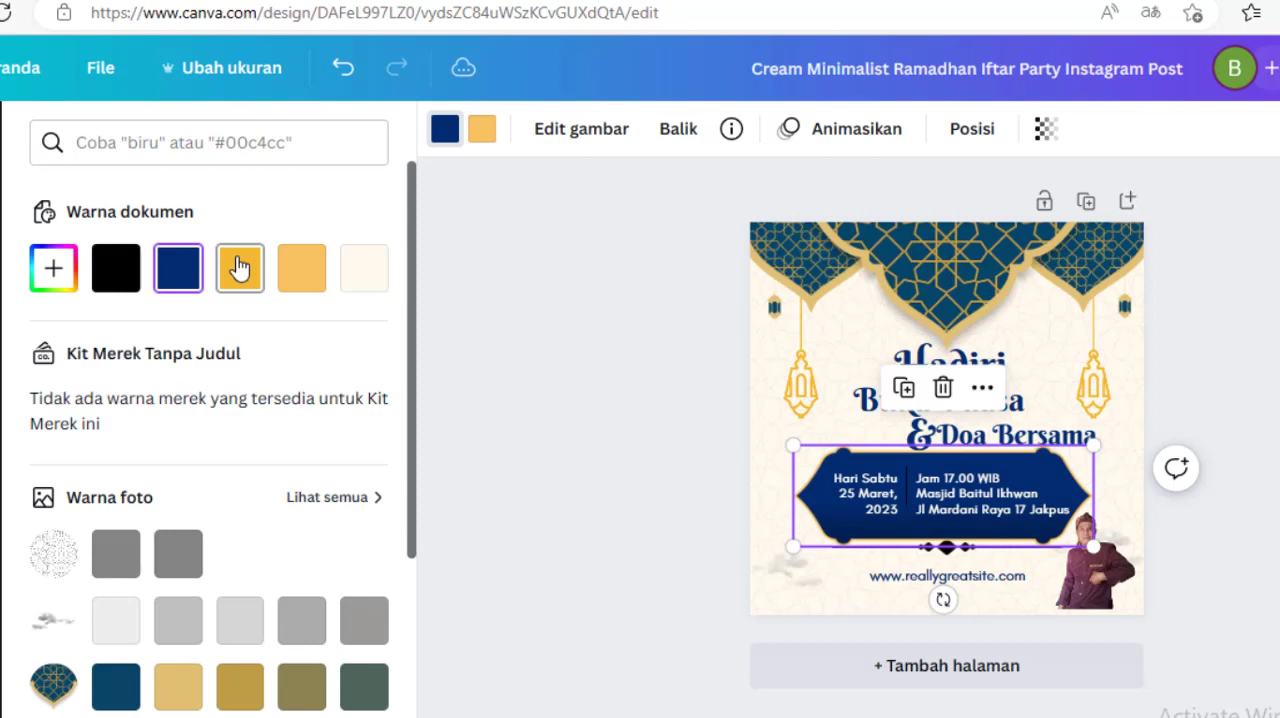 https://www.canva.com/design/DAFeL997LZ0/vydsZC84uWSzKCvGUXdQtA/edit
randa
File
Ubah ukuran
Cream Minimalist Ramadhan Iftar Party Instagram Post
B
Coba "biru" atau "#00c4cc"
Edit gambar
Balik
Animasikan
Posisi
Warna dokumen
Kit Merek Tanpa Judul
Tidak ada warna merek yang tersedia untuk Kit
Merek ini
Warna foto
Lihat semua
Hadiri
&Doa Bersama
Hari Sabtu
25 Maret,
2023
Jam 17.00 WIB
Masjid Baitul Ikhwan
Jl Mardani Raya 17 Jakpus
www.reallygreatsite.com
+ Tambah halaman